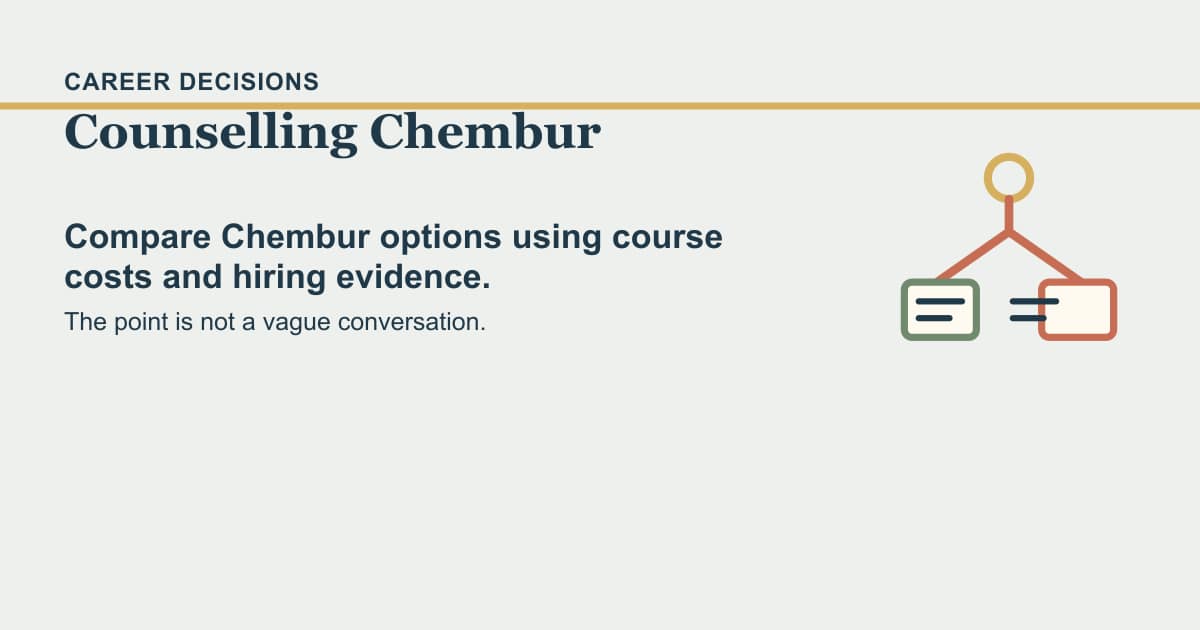 CAREER DECISIONS
Counselling Chembur
Compare Chembur options using course
costs and hiring evidence.
The point is not a vague conversation.